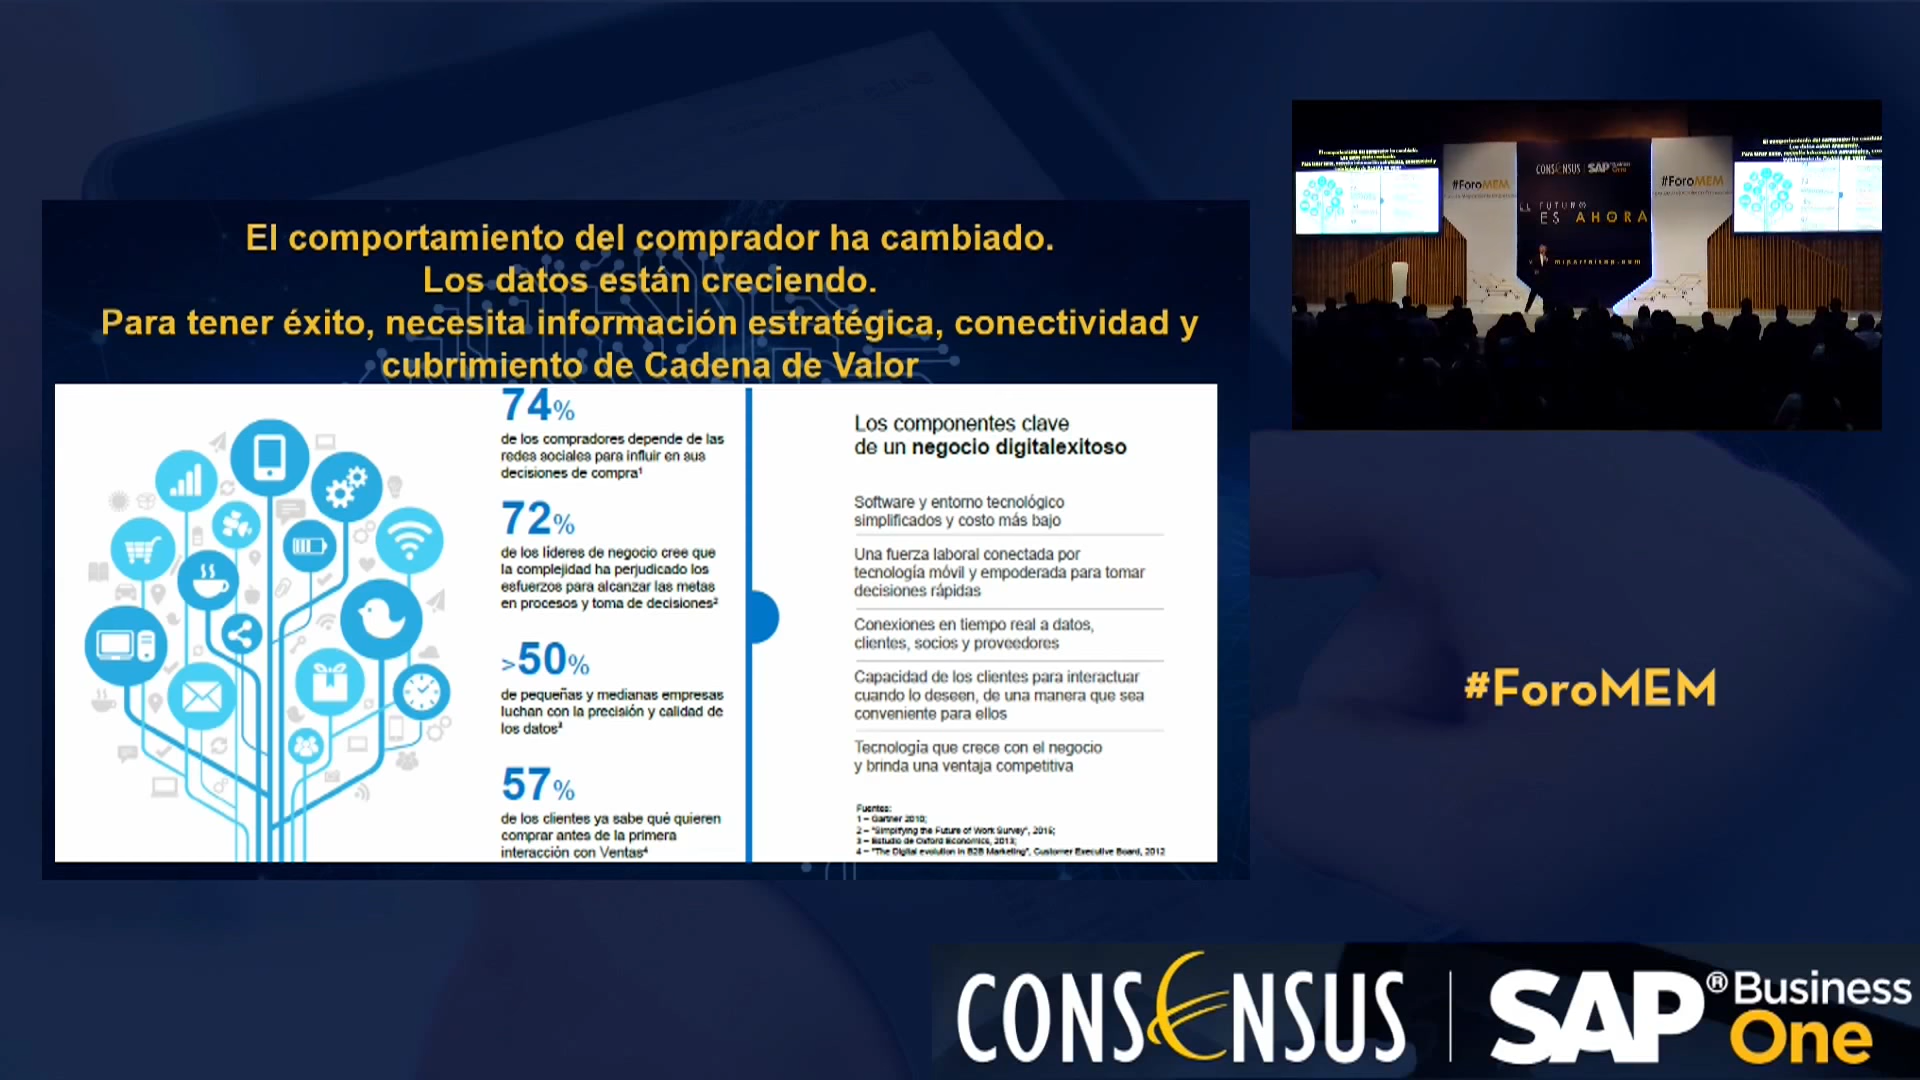 El comportamiento del comprador ha cambiado.
Los datos están creciendo.
Para tener éxito, necesita información estratégica, conectividad y
cubrimiento de Cadena de Valor
74%
de los compradores depende de las
redes sociales para influir en sus
decisiones de compra¹
72%
de los líderes de negocio cree que
la complejidad ha perjudicado los
esfuerzos para alcanzar las metas
en procesos y toma de decisiones²
>50%
de pequeñas y medianas empresas
luchan con la precisión y calidad de
los datos³
57%
de los clientes ya sabe qué quieren
comprar antes de la primera
interacción con Ventas⁴
Los componentes clave
de un negocio digitalexitoso
Software y entorno tecnológico
simplificados y costo más bajo
Una fuerza laboral conectada por
tecnología móvil y empoderada para tomar
decisiones rápidas
Conexiones en tiempo real a datos,
clientes, socios y proveedores
Capacidad de los clientes para interactuar
cuando lo deseen, de una manera que sea
conveniente para ellos
Tecnología que crece con el negocio
y brinda una ventaja competitiva
Fuentes:
1 – Gartner 2010;
2 – "Simplifying the Future of Work Survey", 2015;
3 – Estudio de Oxford Economics, 2013;
4 – "The Digital evolution in B2B Marketing", Customer Executive Board, 2012
CONSENSUS SAP Business One
#ForoMEM
#ForoMEM
EL FUTURO
ES AHORA
#ForoMEM
CONSENSUS | SAP® Business
One